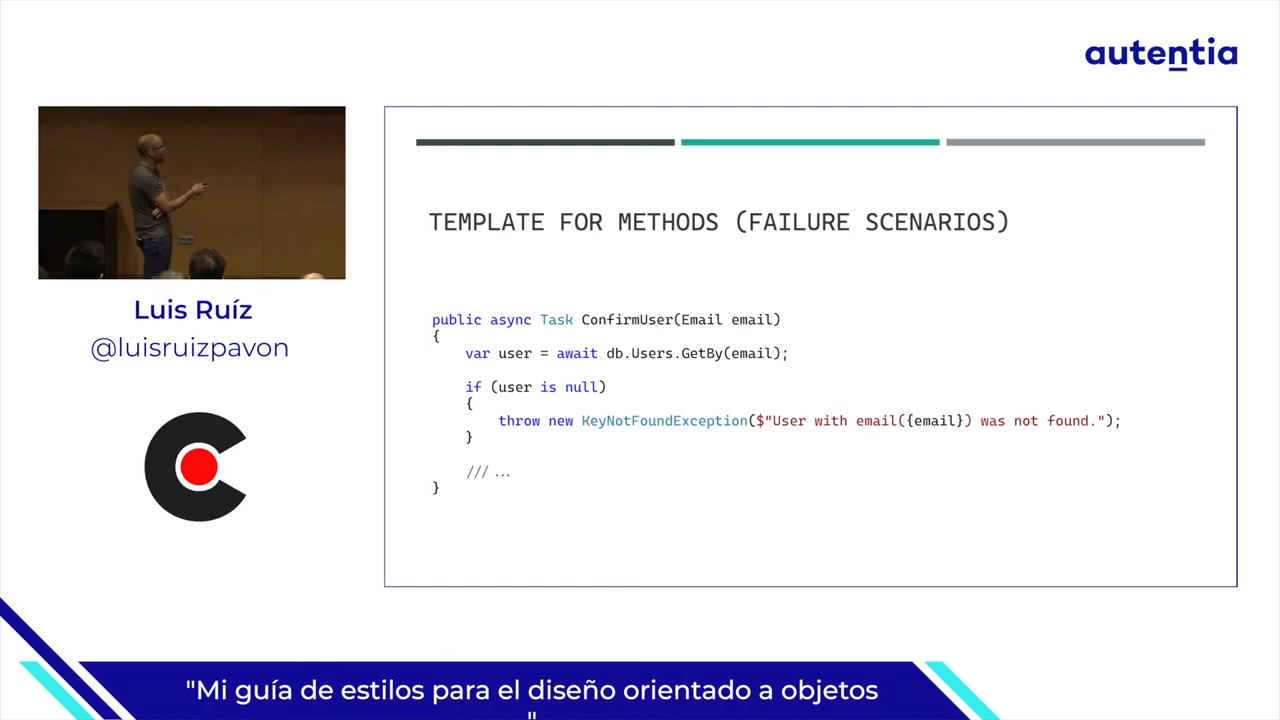 autentia
Luis Ruíz
@luisruizpavon
TEMPLATE FOR METHODS (FAILURE SCENARIOS)
public async Task ConfirmUser(Email email)
{
    var user = await db.Users.GetBy(email);
    if (user is null)
    {
        throw new KeyNotFoundException($"User with email({email}) was not found.");
    }
    /// ...
}
"Mi guía de estilos para el diseño orientado a objetos
"